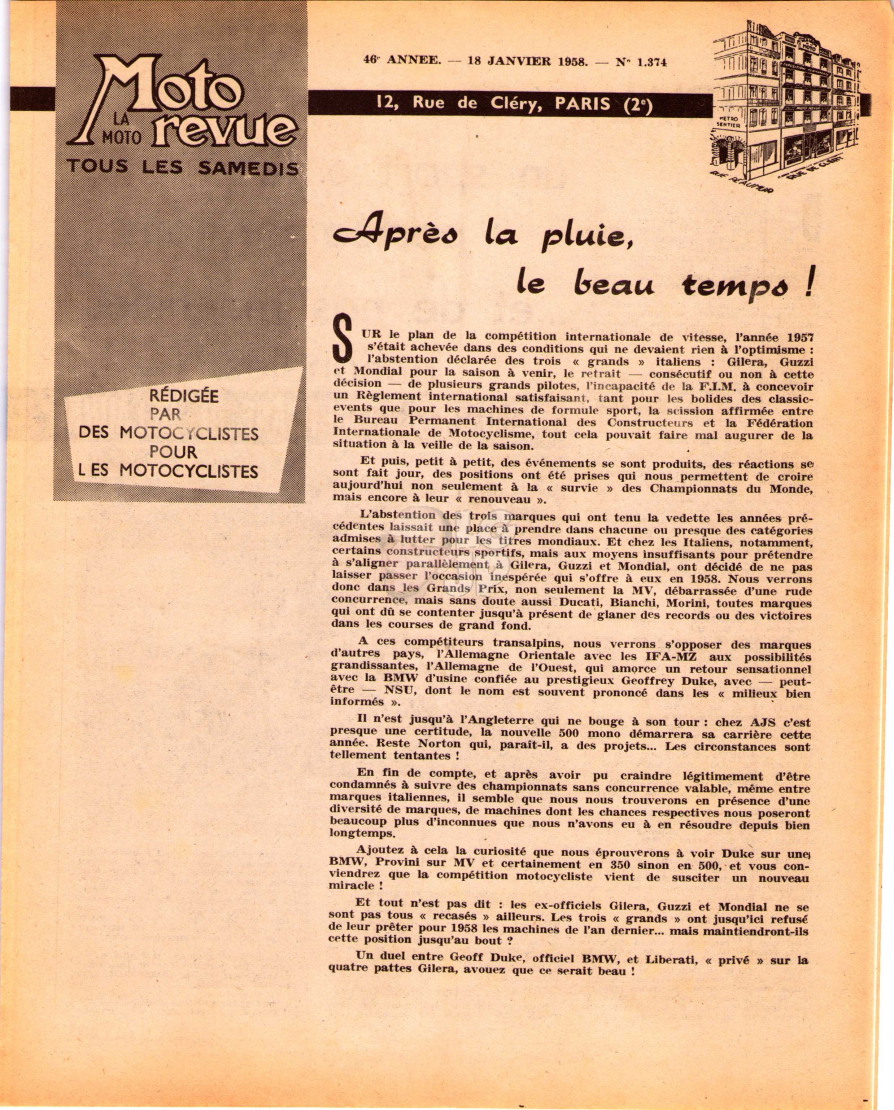 46e ANNEE. — 18 JANVIER 1958. — N° 1.374
12, Rue de Cléry, PARIS (2e)
Moto
LA
MOTO revue
TOUS LES SAMEDIS
METRO
SENTIER
RUE REAUMUR
RUE DE CLERY
Après la pluie,
le beau temps !
RÉDIGÉE
PAR
DES MOTOCYCLISTES
POUR
LES MOTOCYCLISTES
SUR le plan de la compétition internationale de vitesse, l'année 1957
s'était achevée dans des conditions qui ne devaient rien à l'optimisme :
l'abstention déclarée des trois « grands » italiens : Gilera, Guzzi
et Mondial pour la saison à venir, le retrait — consécutif ou non à cette
décision — de plusieurs grands pilotes, l'incapacité de la F.I.M. à concevoir
un Règlement international satisfaisant, tant pour les bolides des classic-
events que pour les machines de formule sport, la scission affirmée entre
le Bureau Permanent International des Constructeurs et la Fédération
Internationale de Motocyclisme, tout cela pouvait faire mal augurer de la
situation à la veille de la saison.
Et puis, petit à petit, des événements se sont produits, des réactions se
sont fait jour, des positions ont été prises qui nous permettent de croire
aujourd'hui non seulement à la « survie » des Championnats du Monde,
mais encore à leur « renouveau ».
L'abstention des trois marques qui ont tenu la vedette les années pré-
cédentes laissait une place à prendre dans chacune ou presque des catégories
admises à lutter pour les titres mondiaux. Et chez les Italiens, notamment,
certains constructeurs sportifs, mais aux moyens insuffisants pour prétendre
à s'aligner parallèlement à Gilera, Guzzi et Mondial, ont décidé de ne pas
laisser passer l'occasion inespérée qui s'offre à eux en 1958. Nous verrons
donc dans les Grands Prix, non seulement la MV, débarrassée d'une rude
concurrence, mais sans doute aussi Ducati, Bianchi, Morini, toutes marques
qui ont dû se contenter jusqu'à présent de glaner des records ou des victoires
dans les courses de grand fond.
A ces compétiteurs transalpins, nous verrons s'opposer des marques
d'autres pays, l'Allemagne Orientale avec les IFA-MZ aux possibilités
grandissantes, l'Allemagne de l'Ouest, qui amorce un retour sensationnel
avec la BMW d'usine confiée au prestigieux Geoffrey Duke, avec — peut-
être — NSU, dont le nom est souvent prononcé dans les « milieux bien
informés ».
Il n'est jusqu'à l'Angleterre qui ne bouge à son tour : chez AJS c'est
presque une certitude, la nouvelle 500 mono démarrera sa carrière cette
année. Reste Norton qui, paraît-il, a des projets... Les circonstances sont
tellement tentantes !
En fin de compte, et après avoir pu craindre légitimement d'être
condamnés à suivre des championnats sans concurrence valable, même entre
marques italiennes, il semble que nous nous trouverons en présence d'une
diversité de marques, de machines dont les chances respectives nous poseront
beaucoup plus d'inconnues que nous n'avons eu à en résoudre depuis bien
longtemps.
Ajoutez à cela la curiosité que nous éprouverons à voir Duke sur une
BMW, Provini sur MV et certainement en 350 sinon en 500, et vous con-
viendrez que la compétition motocycliste vient de susciter un nouveau
miracle !
Et tout n'est pas dit : les ex-officiels Gilera, Guzzi et Mondial ne se
sont pas tous « recasés » ailleurs. Les trois « grands » ont jusqu'ici refusé
de leur prêter pour 1958 les machines de l'an dernier... mais maintiendront-ils
cette position jusqu'au bout ?
Un duel entre Geoff Duke, officiel BMW, et Liberati, « privé » sur la
quatre pattes Gilera, avouez que ce serait beau !